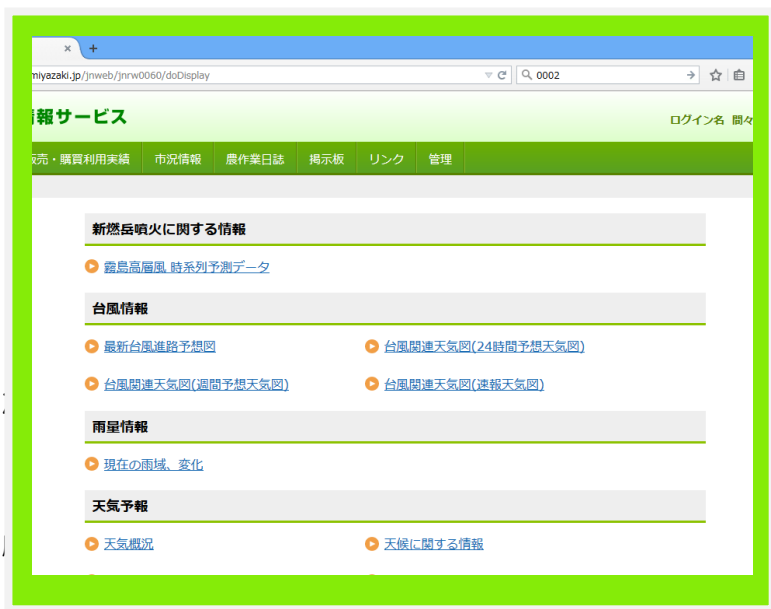 × +
miyazaki.jp/jnweb/jnrw0060/doDisplay 0002
報サービス
ログイン名 間々
売・購買利用実績 市況情報 農作業日誌 掲示板 リンク 管理
新燃岳噴火に関する情報
霧島高層風 時系列予測データ
台風情報
最新台風進路予想図 台風関連天気図(24時間予想天気図)
台風関連天気図(週間予想天気図) 台風関連天気図(速報天気図)
雨量情報
現在の雨域、変化
天気予報
天気概況 天候に関する情報